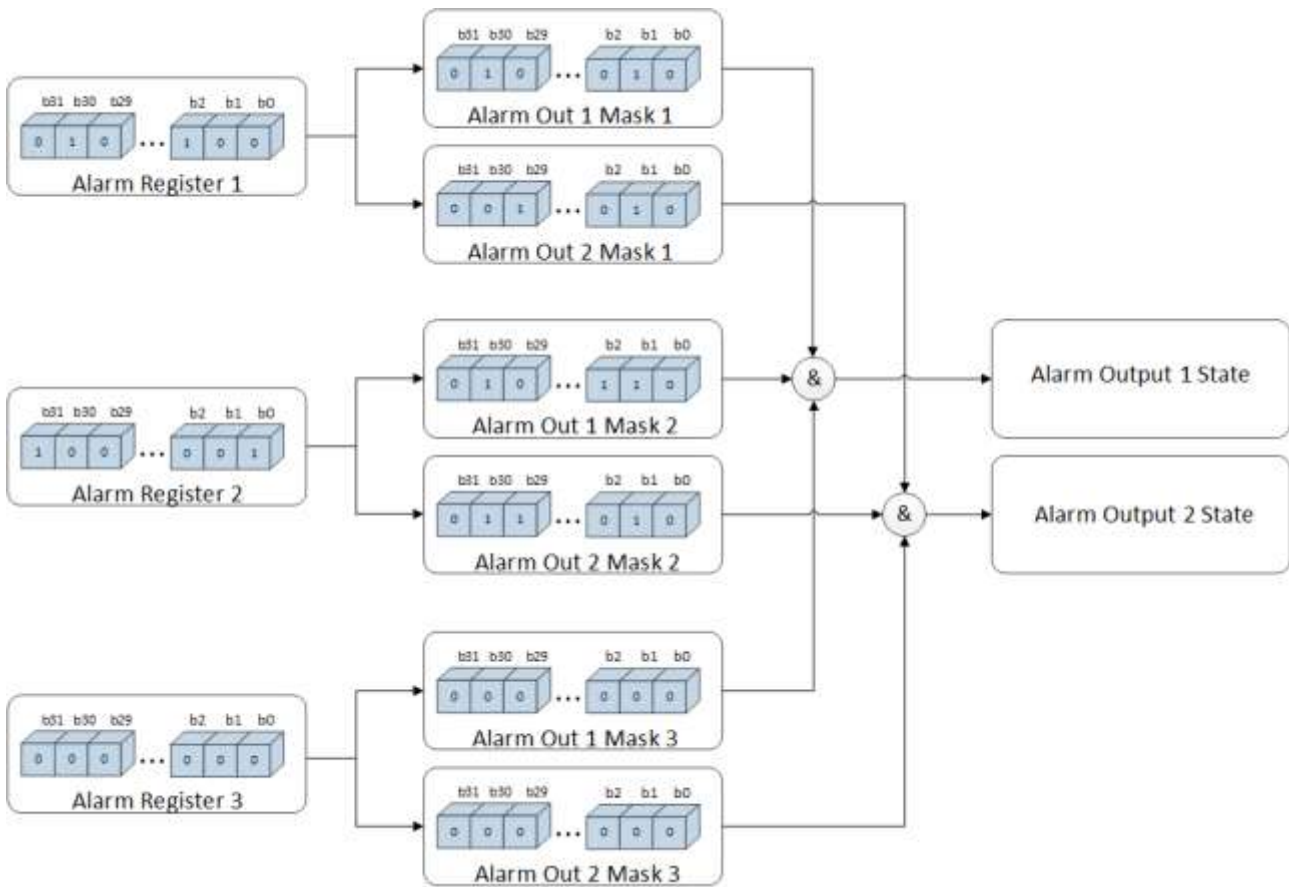 b31 b30 b29 b2 b1 b0
0 1 0 ... 0 1 0
Alarm Out 1 Mask 1
b31 b30 b29 b2 b1 b0
0 1 0 ... 1 0 0
Alarm Register 1
b31 b30 b29 b2 b1 b0
0 0 1 ... 0 1 0
Alarm Out 2 Mask 1
b31 b30 b29 b2 b1 b0
0 1 0 ... 1 1 0
Alarm Out 1 Mask 2
&
Alarm Output 1 State
b31 b30 b29 b2 b1 b0
1 0 0 ... 0 0 1
Alarm Register 2
b31 b30 b29 b2 b1 b0
0 1 1 ... 0 1 0
Alarm Out 2 Mask 2
&
Alarm Output 2 State
b31 b30 b29 b2 b1 b0
0 0 0 ... 0 0 0
Alarm Out 1 Mask 3
b31 b30 b29 b2 b1 b0
0 0 0 ... 0 0 0
Alarm Register 3
b31 b30 b29 b2 b1 b0
0 0 0 ... 0 0 0
Alarm Out 2 Mask 3